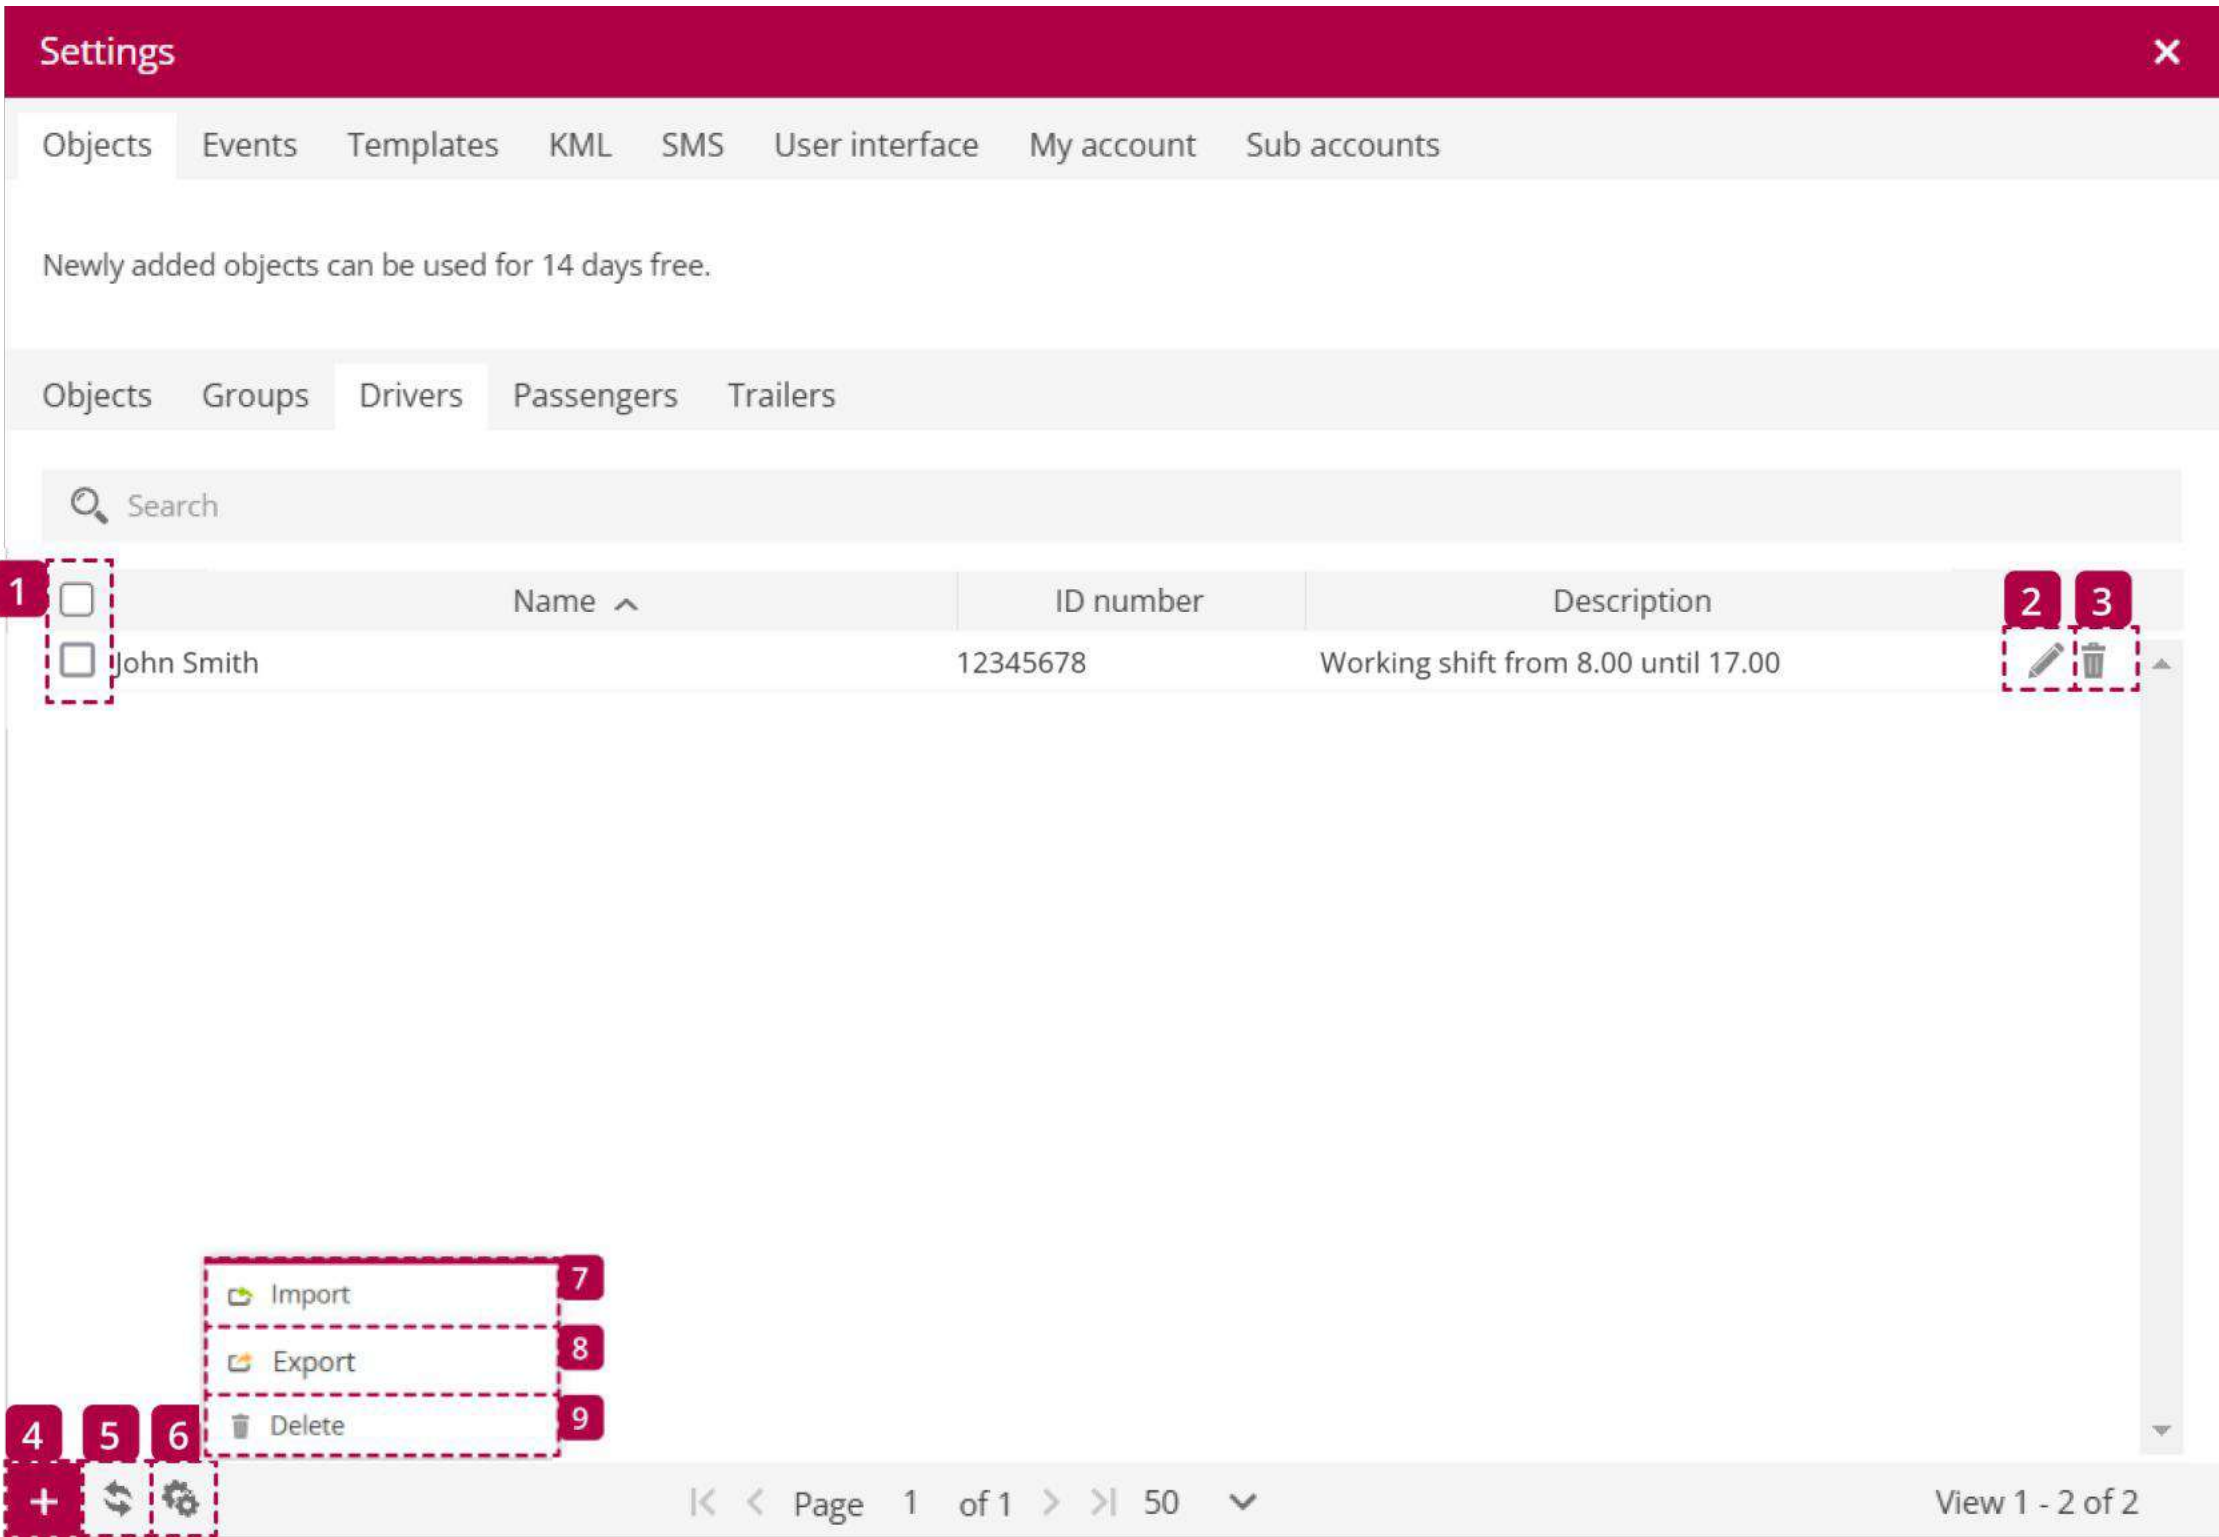 Settings
Objects Events Templates KML SMS User interface My account Sub accounts
Newly added objects can be used for 14 days free.
Objects Groups Drivers Passengers Trailers
Search
1 Name ID number Description 2 3
John Smith 12345678 Working shift from 8.00 until 17.00
Import 7
Export 8
Delete 9
4 5 6
Page 1 of 1 50 View 1 - 2 of 2